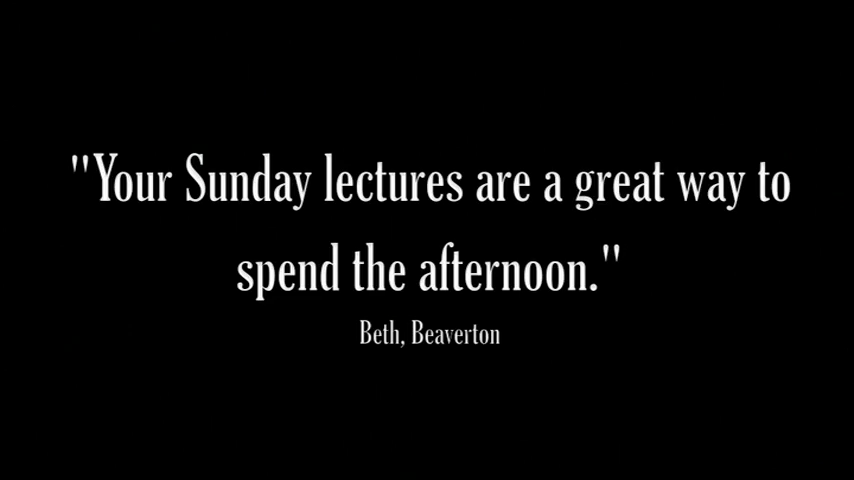 "Your Sunday lectures are a great way to
spend the afternoon."
Beth, Beaverton